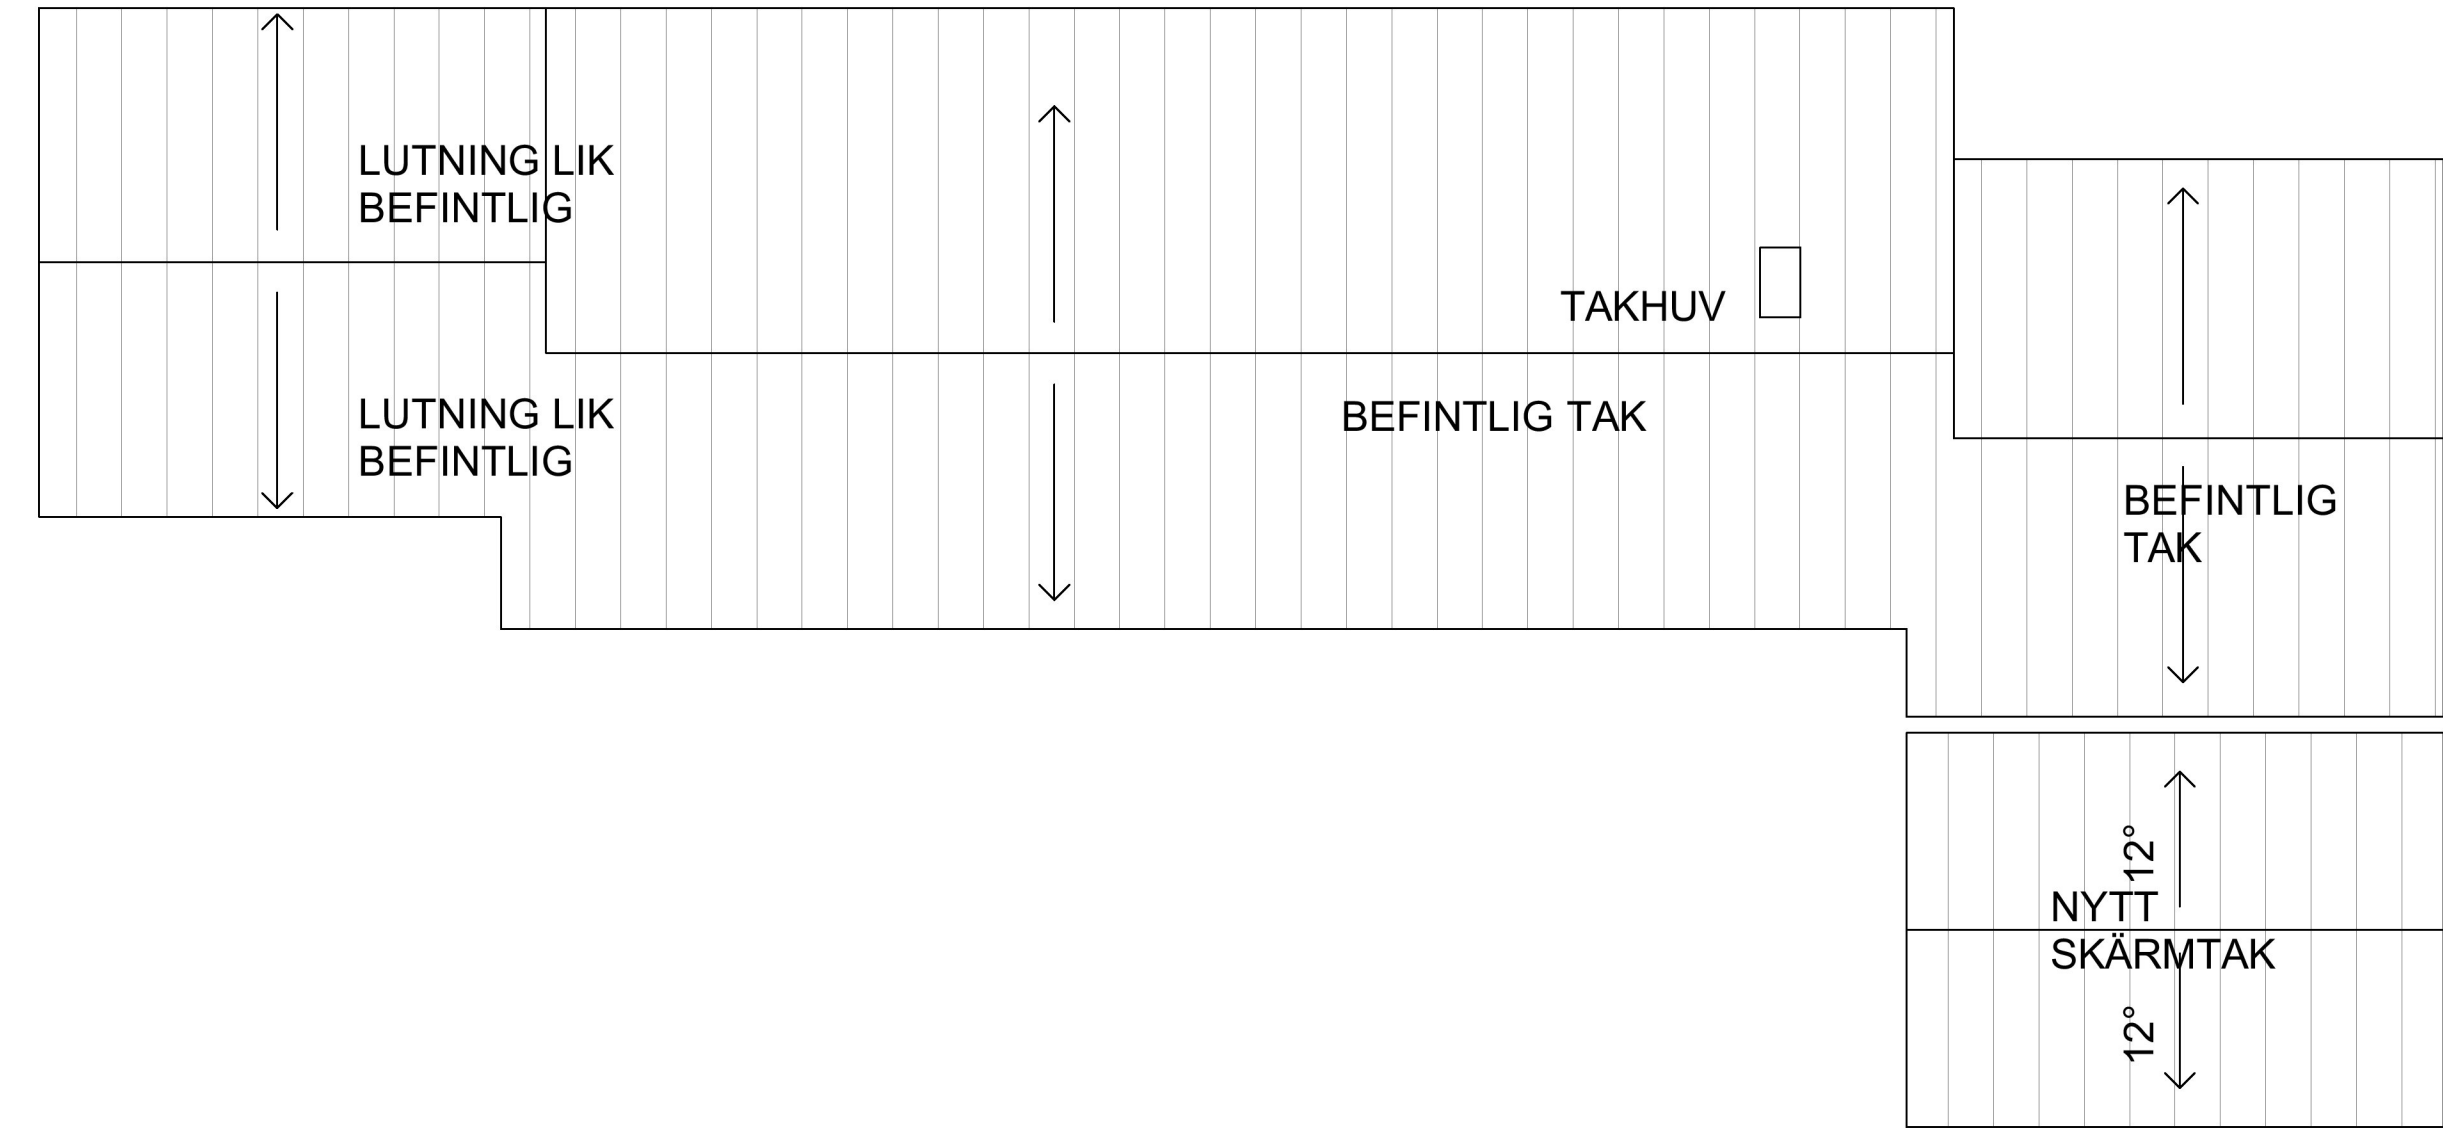 LUTNING LIK
BEFINTLIG
TAKHUV
LUTNING LIK
BEFINTLIG
BEFINTLIG TAK
BEFINTLIG
TAK
12°
NYTT
SKÄRMTAK
12°